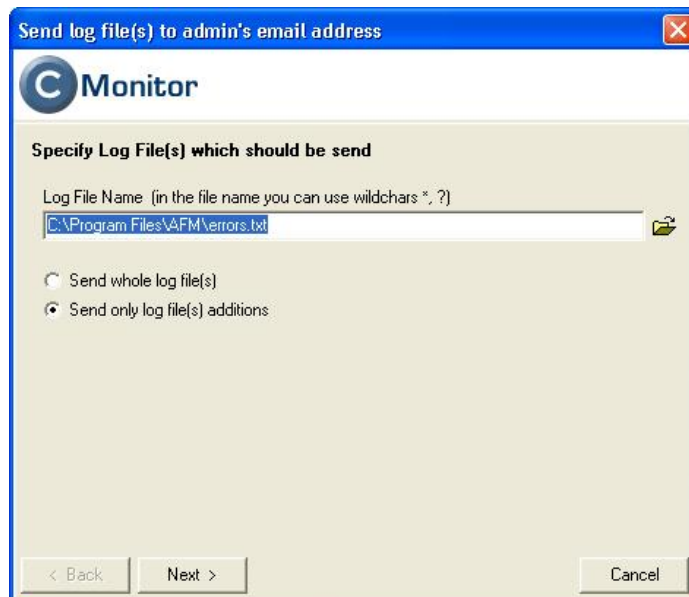 Send log file(s) to admin's email address
C Monitor
Specify Log File(s) which should be send
Log File Name (in the file name you can use wildchars *, ?)
C:\Program Files\AFM\errors.txt
Send whole log file(s)
Send only log file(s) additions
< Back Next > Cancel